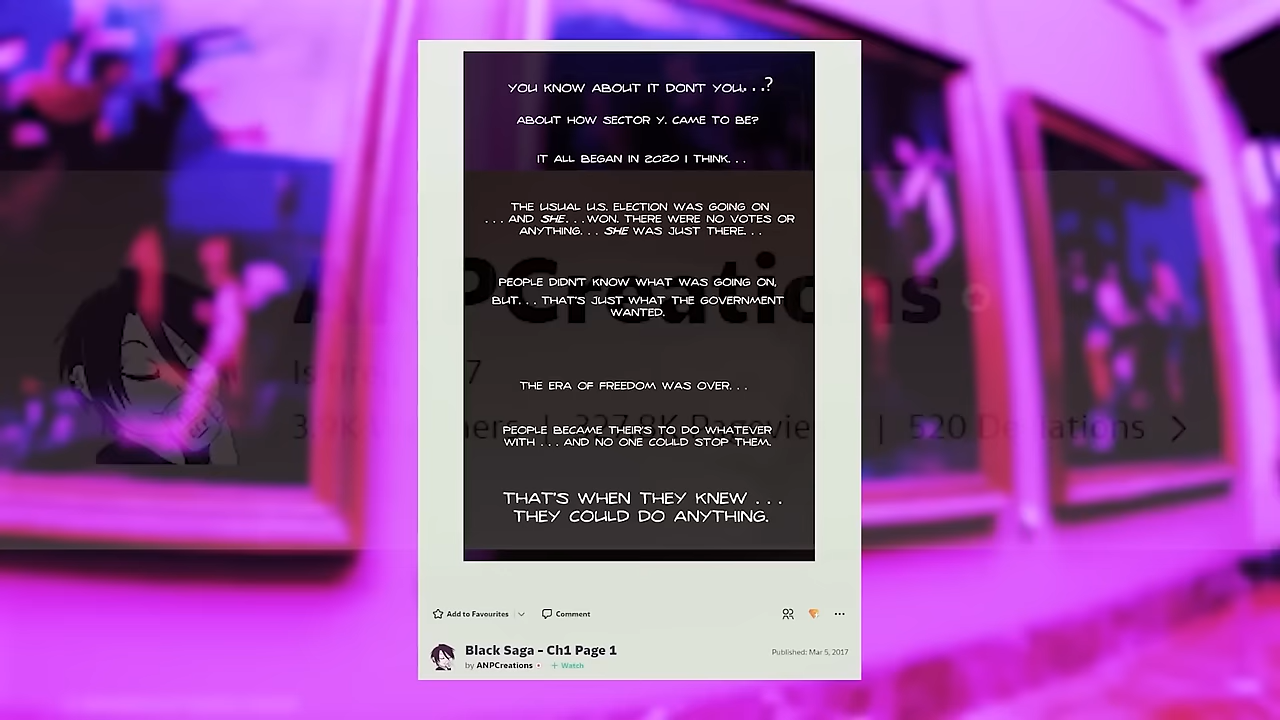 YOU KNOW ABOUT IT DON'T YOU. . .?
ABOUT HOW SECTOR Y. CAME TO BE?
IT ALL BEGAN IN 2020 I THINK. . .
THE USUAL U.S. ELECTION WAS GOING ON
. . . AND SHE. . .WON. THERE WERE NO VOTES OR
ANYTHING. . . SHE WAS JUST THERE. . .
PEOPLE DIDN'T KNOW WHAT WAS GOING ON,
BUT. . . THAT'S JUST WHAT THE GOVERNMENT
WANTED.
THE ERA OF FREEDOM WAS OVER. . .
PEOPLE BECAME THEIR'S TO DO WHATEVER
WITH . . . AND NO ONE COULD STOP THEM.
THAT'S WHEN THEY KNEW . . .
THEY COULD DO ANYTHING.
Add to Favourites
Comment
Black Saga - Ch1 Page 1
Published: Mar 5, 2017
by ANPCreations
+ Watch
ANPCreations
520 Deviations